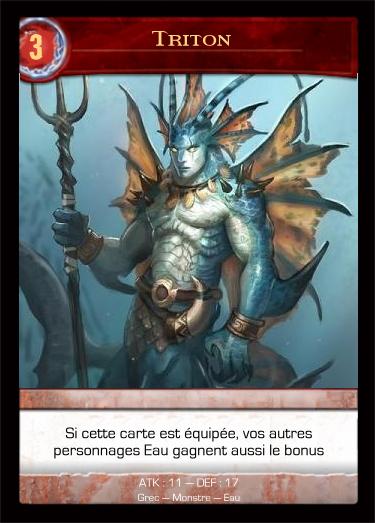 3
Triton
Si cette carte est équipée, vos autres
personnages Eau gagnent aussi le bonus
ATK : 11 — DEF : 17
Grec — Monstre — Eau